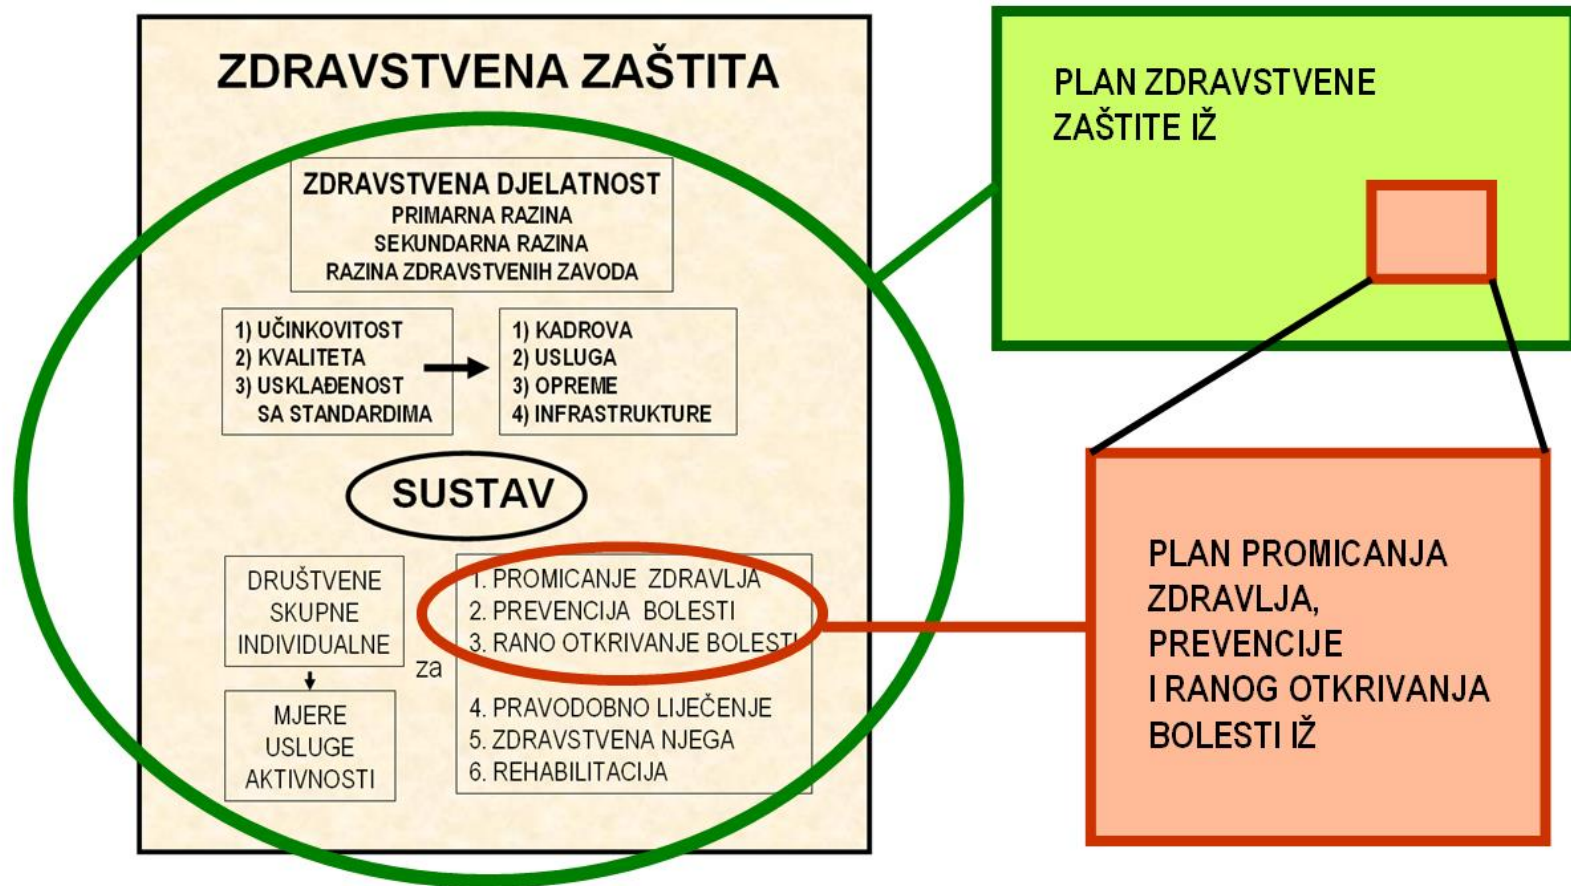 ZDRAVSTVENA ZAŠTITA
ZDRAVSTVENA DJELATNOST
PRIMARNA RAZINA
SEKUNDARNA RAZINA
RAZINA ZDRAVSTVENIH ZAVODA
1) UČINKOVITOST
2) KVALITETA
3) USKLAĐENOST
SA STANDARDIMA
1) KADROVA
2) USLUGA
3) OPREME
4) INFRASTRUKTURE
SUSTAV
DRUŠTVENE
SKUPNE
INDIVIDUALNE
MJERE
USLUGE
AKTIVNOSTI
za
1. PROMICANJE ZDRAVLJA
2. PREVENCIJA BOLESTI
3. RANO OTKRIVANJE BOLESTI
4. PRAVODOBNO LIJEČENJE
5. ZDRAVSTVENA NJEGA
6. REHABILITACIJA
PLAN ZDRAVSTVENE
ZAŠTITE IŽ
PLAN PROMICANJA
ZDRAVLJA,
PREVENCIJE
I RANOG OTKRIVANJA
BOLESTI IŽ